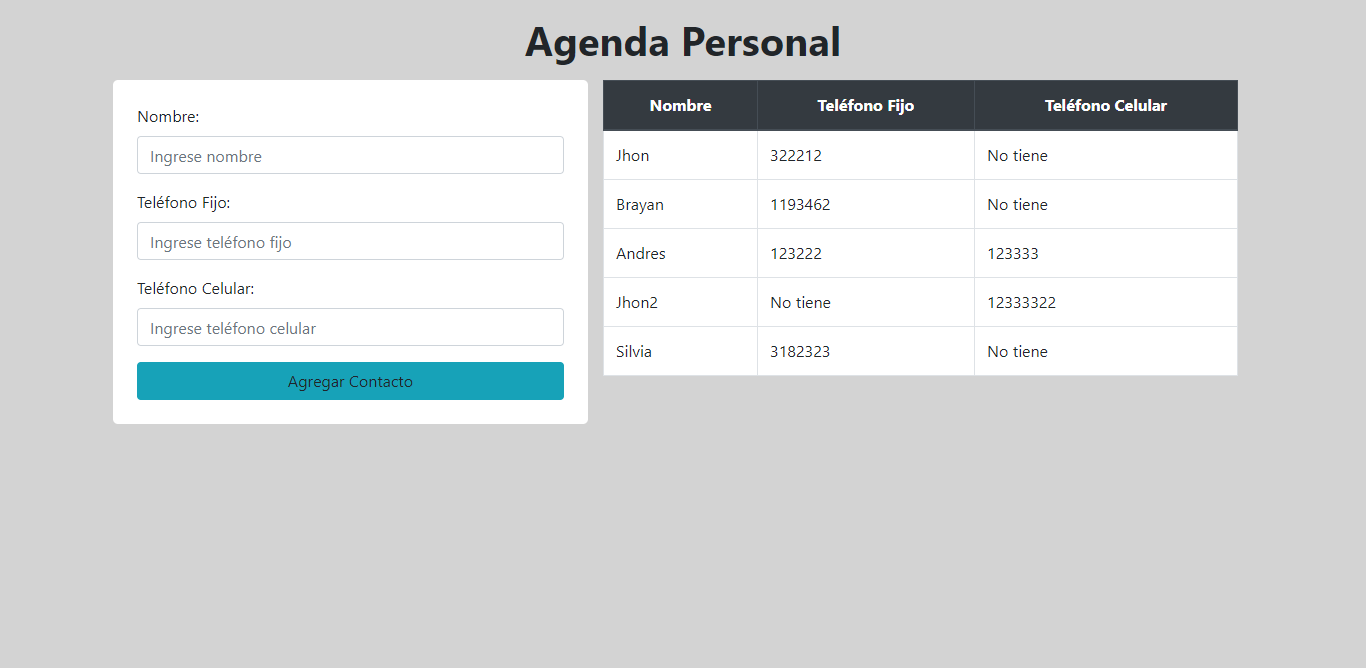 Agenda Personal
Nombre:
Ingrese nombre
Teléfono Fijo:
Ingrese teléfono fijo
Teléfono Celular:
Ingrese teléfono celular
Agregar Contacto
Nombre Teléfono Fijo Teléfono Celular
Jhon 322212 No tiene
Brayan 1193462 No tiene
Andres 123222 123333
Jhon2 No tiene 12333322
Silvia 3182323 No tiene